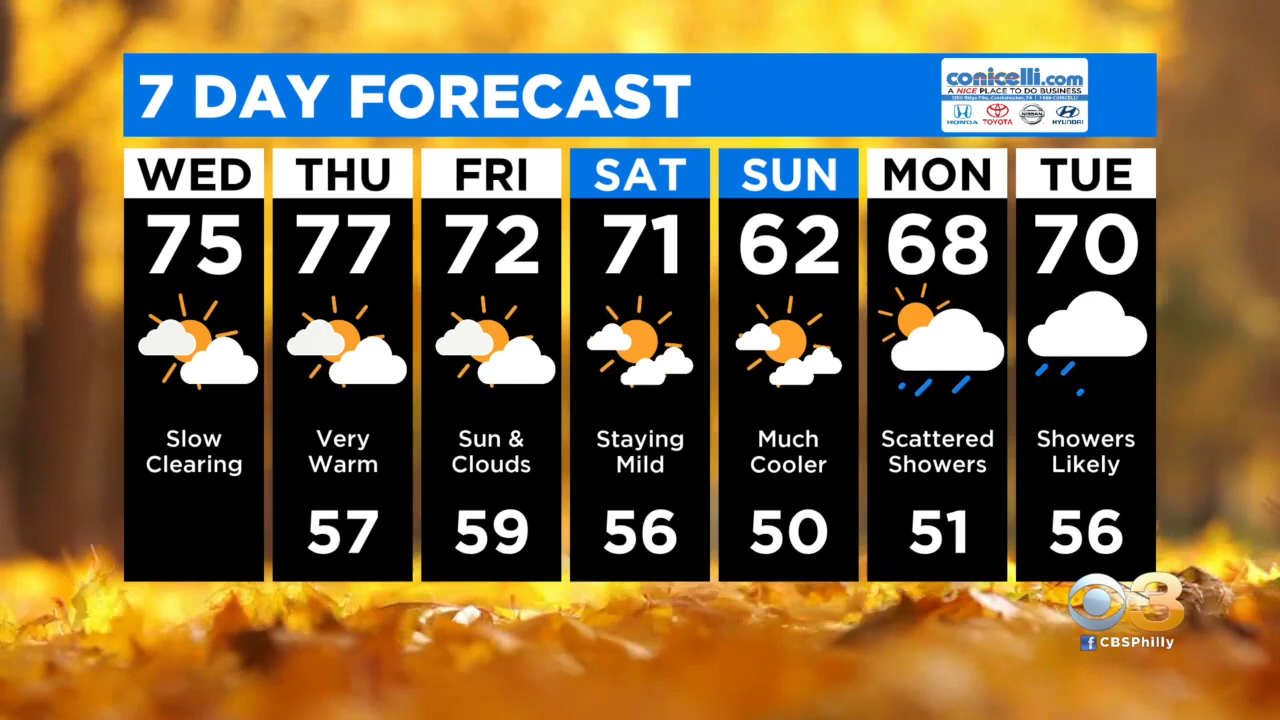 7 DAY FORECAST
conicelli.com
A NICE PLACE TO DO BUSINESS
HONDA TOYOTA NISSAN HYUNDAI
WED THU FRI SAT SUN MON TUE
75 77 72 71 62 68 70
Slow Very Sun & Staying Much Scattered Showers
Clearing Warm Clouds Mild Cooler Showers Likely
57 59 56 50 51 56
3
f CBSPhilly